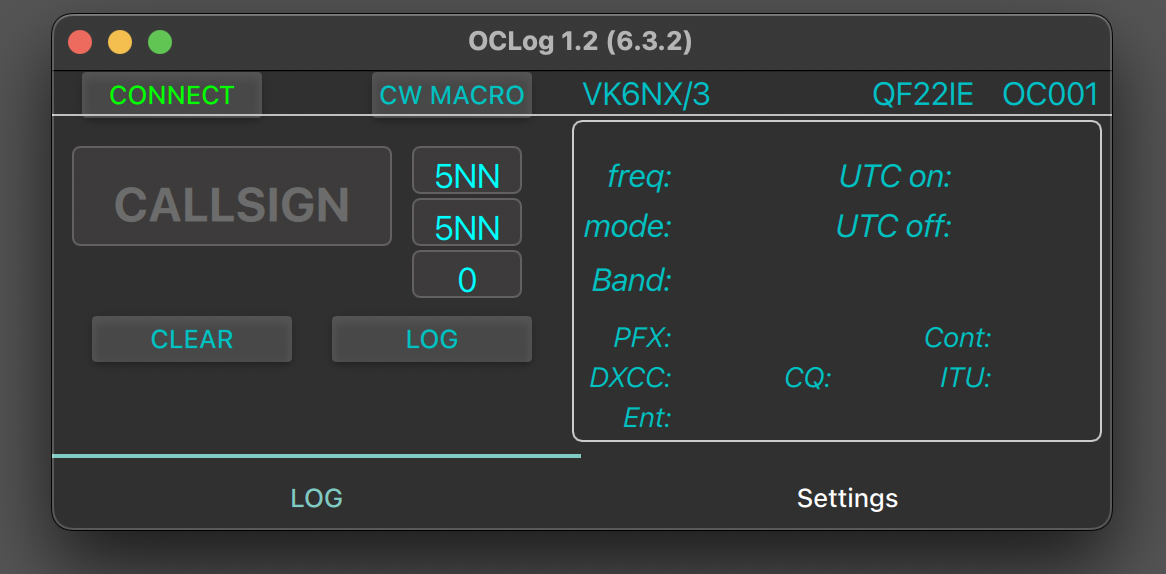 OCLog 1.2 (6.3.2)
CONNECT CW MACRO VK6NX/3 QF22IE OC001
CALLSIGN
5NN
5NN
0
CLEAR LOG
freq: UTC on:
mode: UTC off:
Band:
PFX: Cont:
DXCC: CQ: ITU:
Ent:
LOG Settings